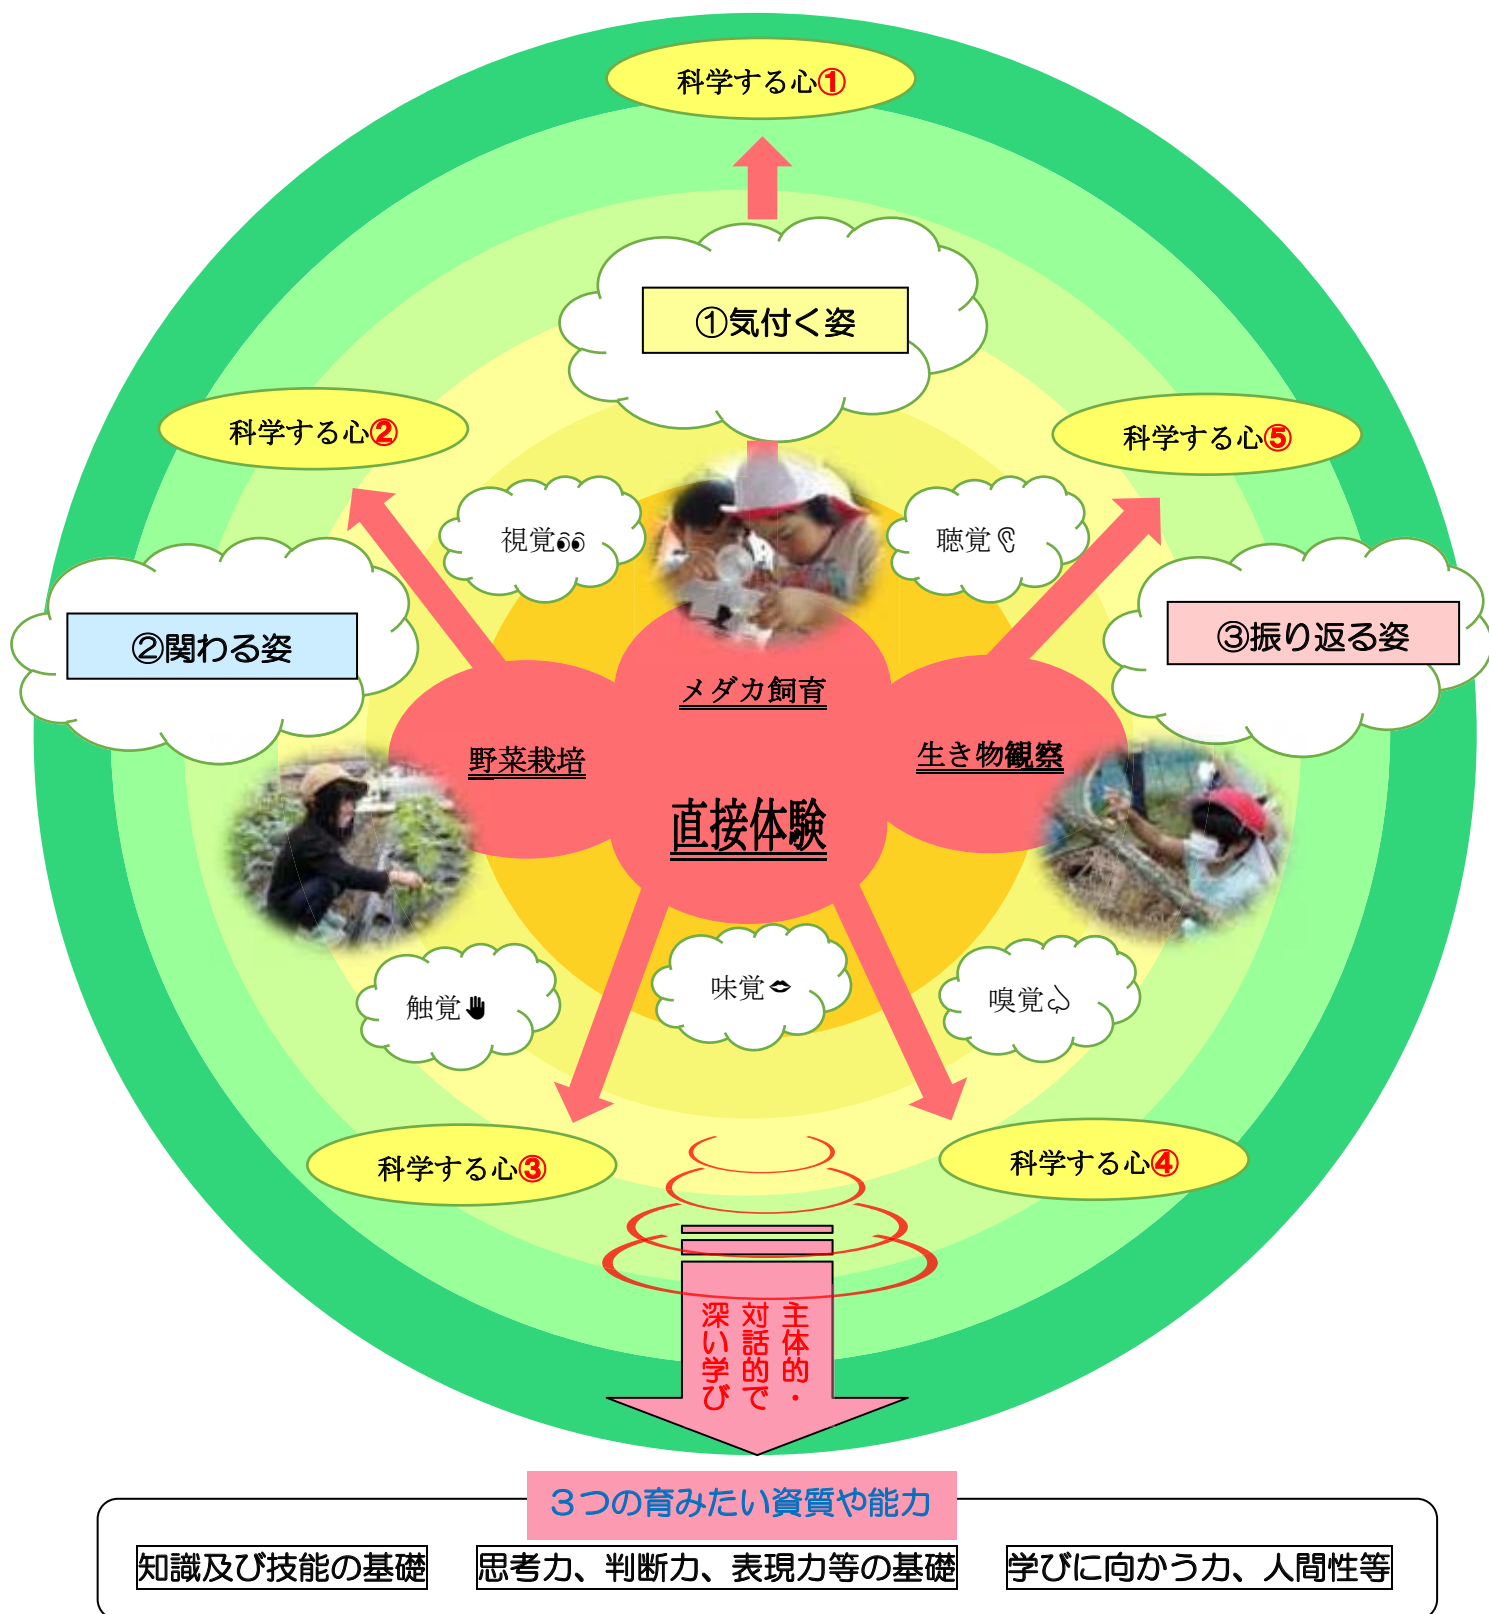 科学する心①
①気付く姿
科学する心②
科学する心⑤
視覚
聴覚
②関わる姿
③振り返る姿
メダカ飼育
野菜栽培
生き物観察
直接体験
触覚
味覚
嗅覚
科学する心③
科学する心④
主体的・
対話的で
深い学び
３つの育みたい資質や能力
知識及び技能の基礎
思考力、判断力、表現力等の基礎
学びに向かう力、人間性等